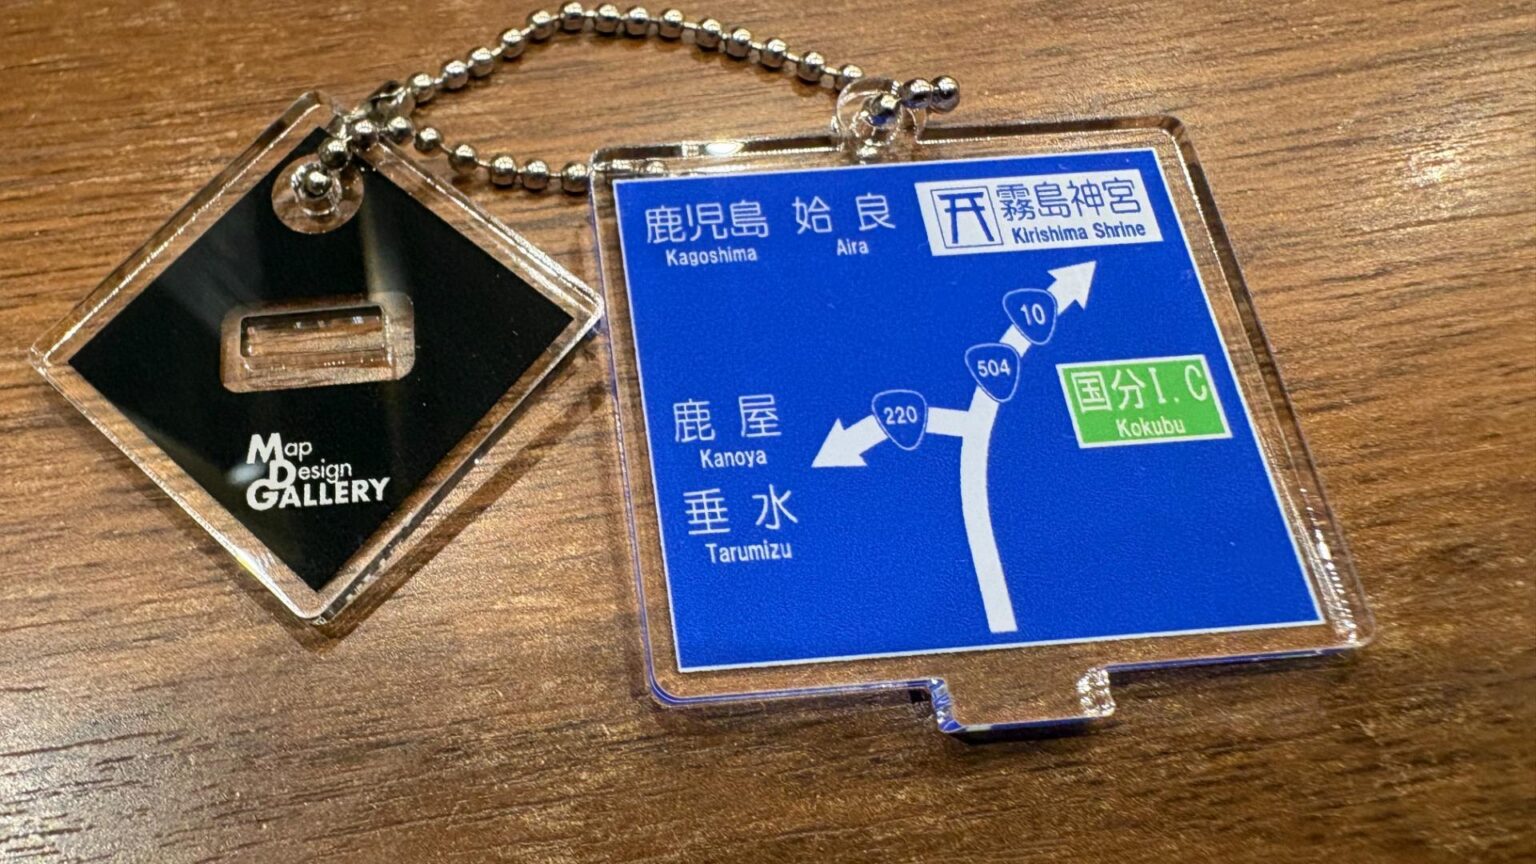 Map
Design
GALLERY
鹿児島 姶良
Kagoshima Aira
霧島神宮
Kirishima Shrine
10
504
国分I.C
Kokubu
220
鹿屋
Kanoya
垂水
Tarumizu